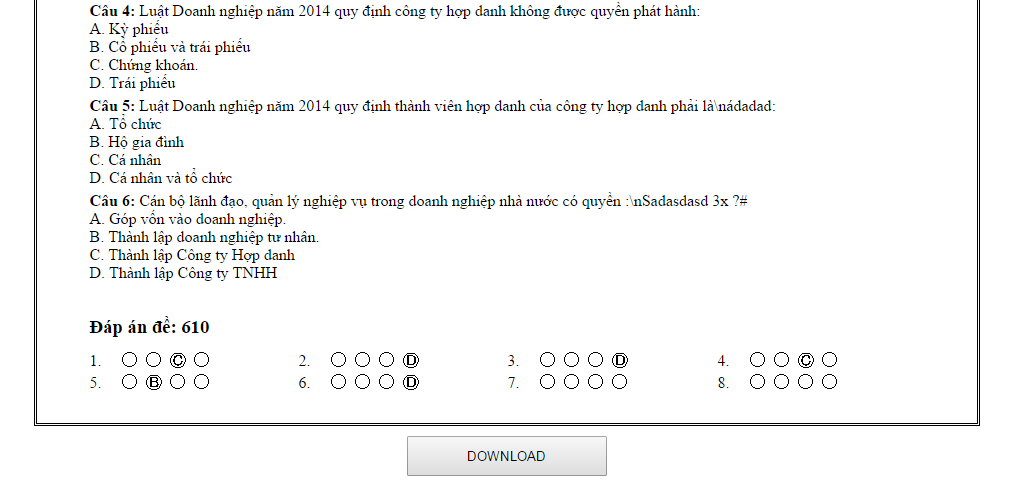 Câu 4: Luật Doanh nghiệp năm 2014 quy định công ty hợp danh không được quyền phát hành:
A. Kỳ phiếu
B. Cổ phiếu và trái phiếu
C. Chứng khoán.
D. Trái phiếu
Câu 5: Luật Doanh nghiệp năm 2014 quy định thành viên hợp danh của công ty hợp danh phải là\nádadad:
A. Tổ chức
B. Hộ gia đình
C. Cá nhân
D. Cá nhân và tổ chức
Câu 6: Cán bộ lãnh đạo, quản lý nghiệp vụ trong doanh nghiệp nhà nước có quyền :\nSadasdasd 3x ?#
A. Góp vốn vào doanh nghiệp.
B. Thành lập doanh nghiệp tư nhân.
C. Thành lập Công ty Hợp danh
D. Thành lập Công ty TNHH
Đáp án đề: 610
1. C 2. D 3. D 4. C
5. B 6. D 7. 8.
DOWNLOAD